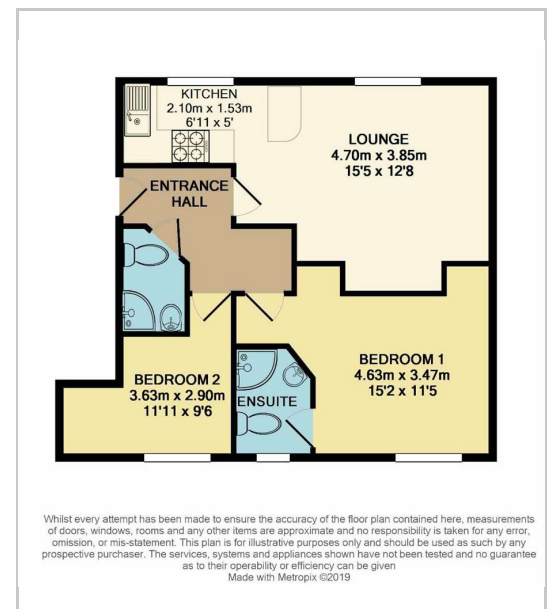 KITCHEN
2.10m x 1.53m
6'11 x 5'
LOUNGE
4.70m x 3.85m
15'5 x 12'8
ENTRANCE
HALL
BEDROOM 1
4.63m x 3.47m
15'2 x 11'5
BEDROOM 2
3.63m x 2.90m
11'11 x 9'6
ENSUITE
Whilst every attempt has been made to ensure the accuracy of the floor plan contained here, measurements
of doors, windows, rooms and any other items are approximate and no responsibility is taken for any error,
omission, or mis-statement. This plan is for illustrative purposes only and should be used as such by any
prospective purchaser. The services, systems and appliances shown have not been tested and no guarantee
as to their operability or efficiency can be given
Made with Metropix ©2019